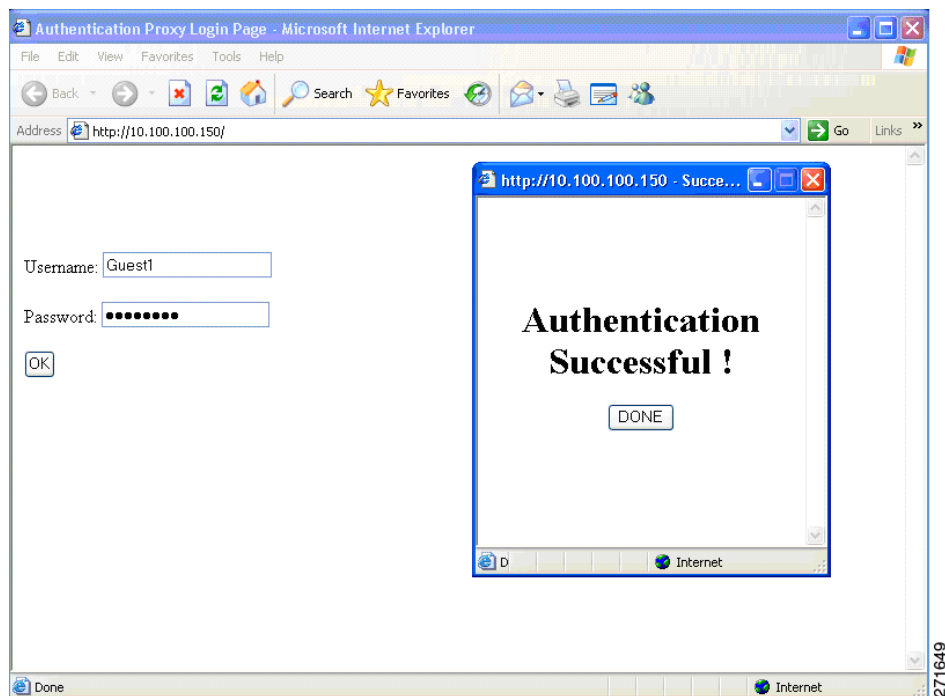 Authentication Proxy Login Page - Microsoft Internet Explorer
File Edit View Favorites Tools Help
Back Search Favorites
Address http://10.100.100.150/ Go Links »
http://10.100.100.150 - Succe...
Username: Guest1
Password: ••••••••
OK
Authentication
Successful !
DONE
D Internet
Done Internet
271649